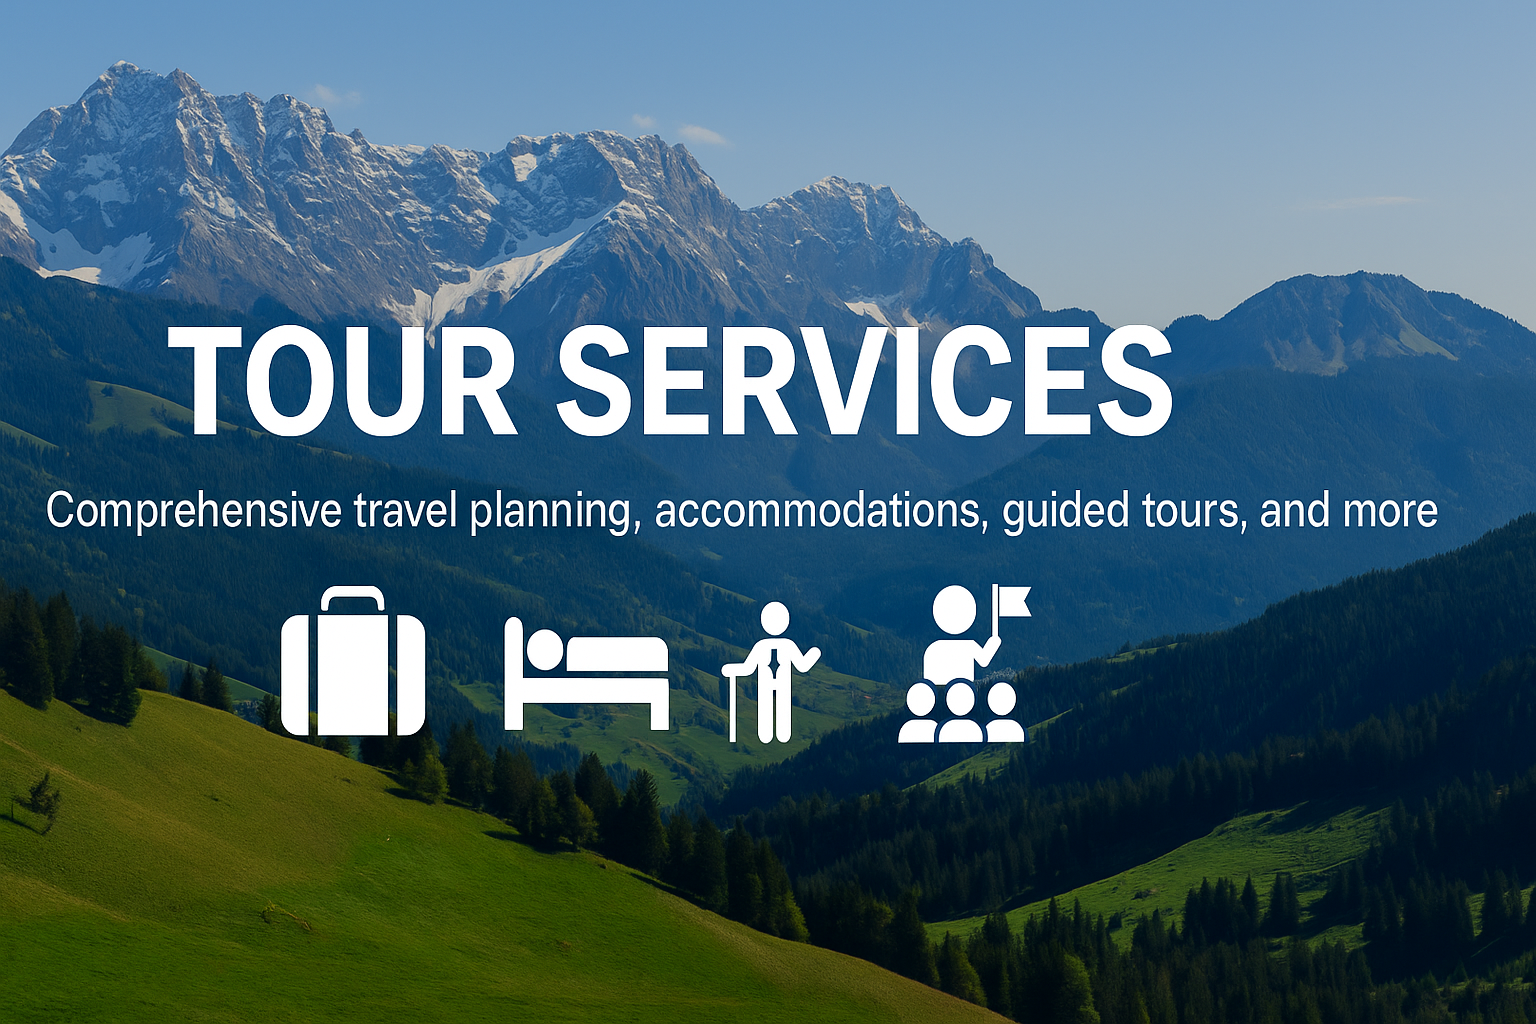 TOUR SERVICES
Comprehensive travel planning, accommodations, guided tours, and more